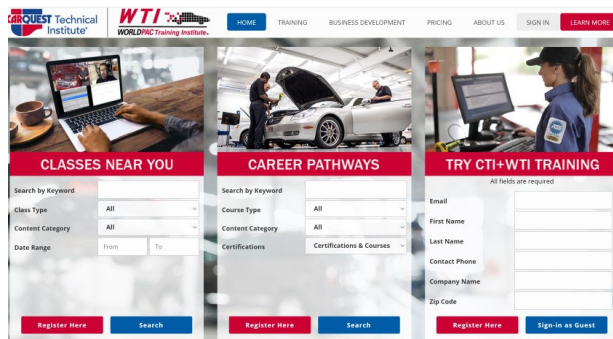 CARQUEST Technical
Institute®
WTI
WORLDPAC Training Institute.
HOME TRAINING BUSINESS DEVELOPMENT PRICING ABOUT US SIGN IN LEARN MORE
CLASSES NEAR YOU
Search by Keyword
Class Type All
Content Category All
Date Range From To
Register Here Search
CAREER PATHWAYS
Search by Keyword
Course Type All
Content Category All
Certifications Certifications & Courses
Register Here Search
TRY CTI+WTI TRAINING
All fields are required
Email
First Name
Last Name
Contact Phone
Company Name
Zip Code
Register Here Sign-in as Guest